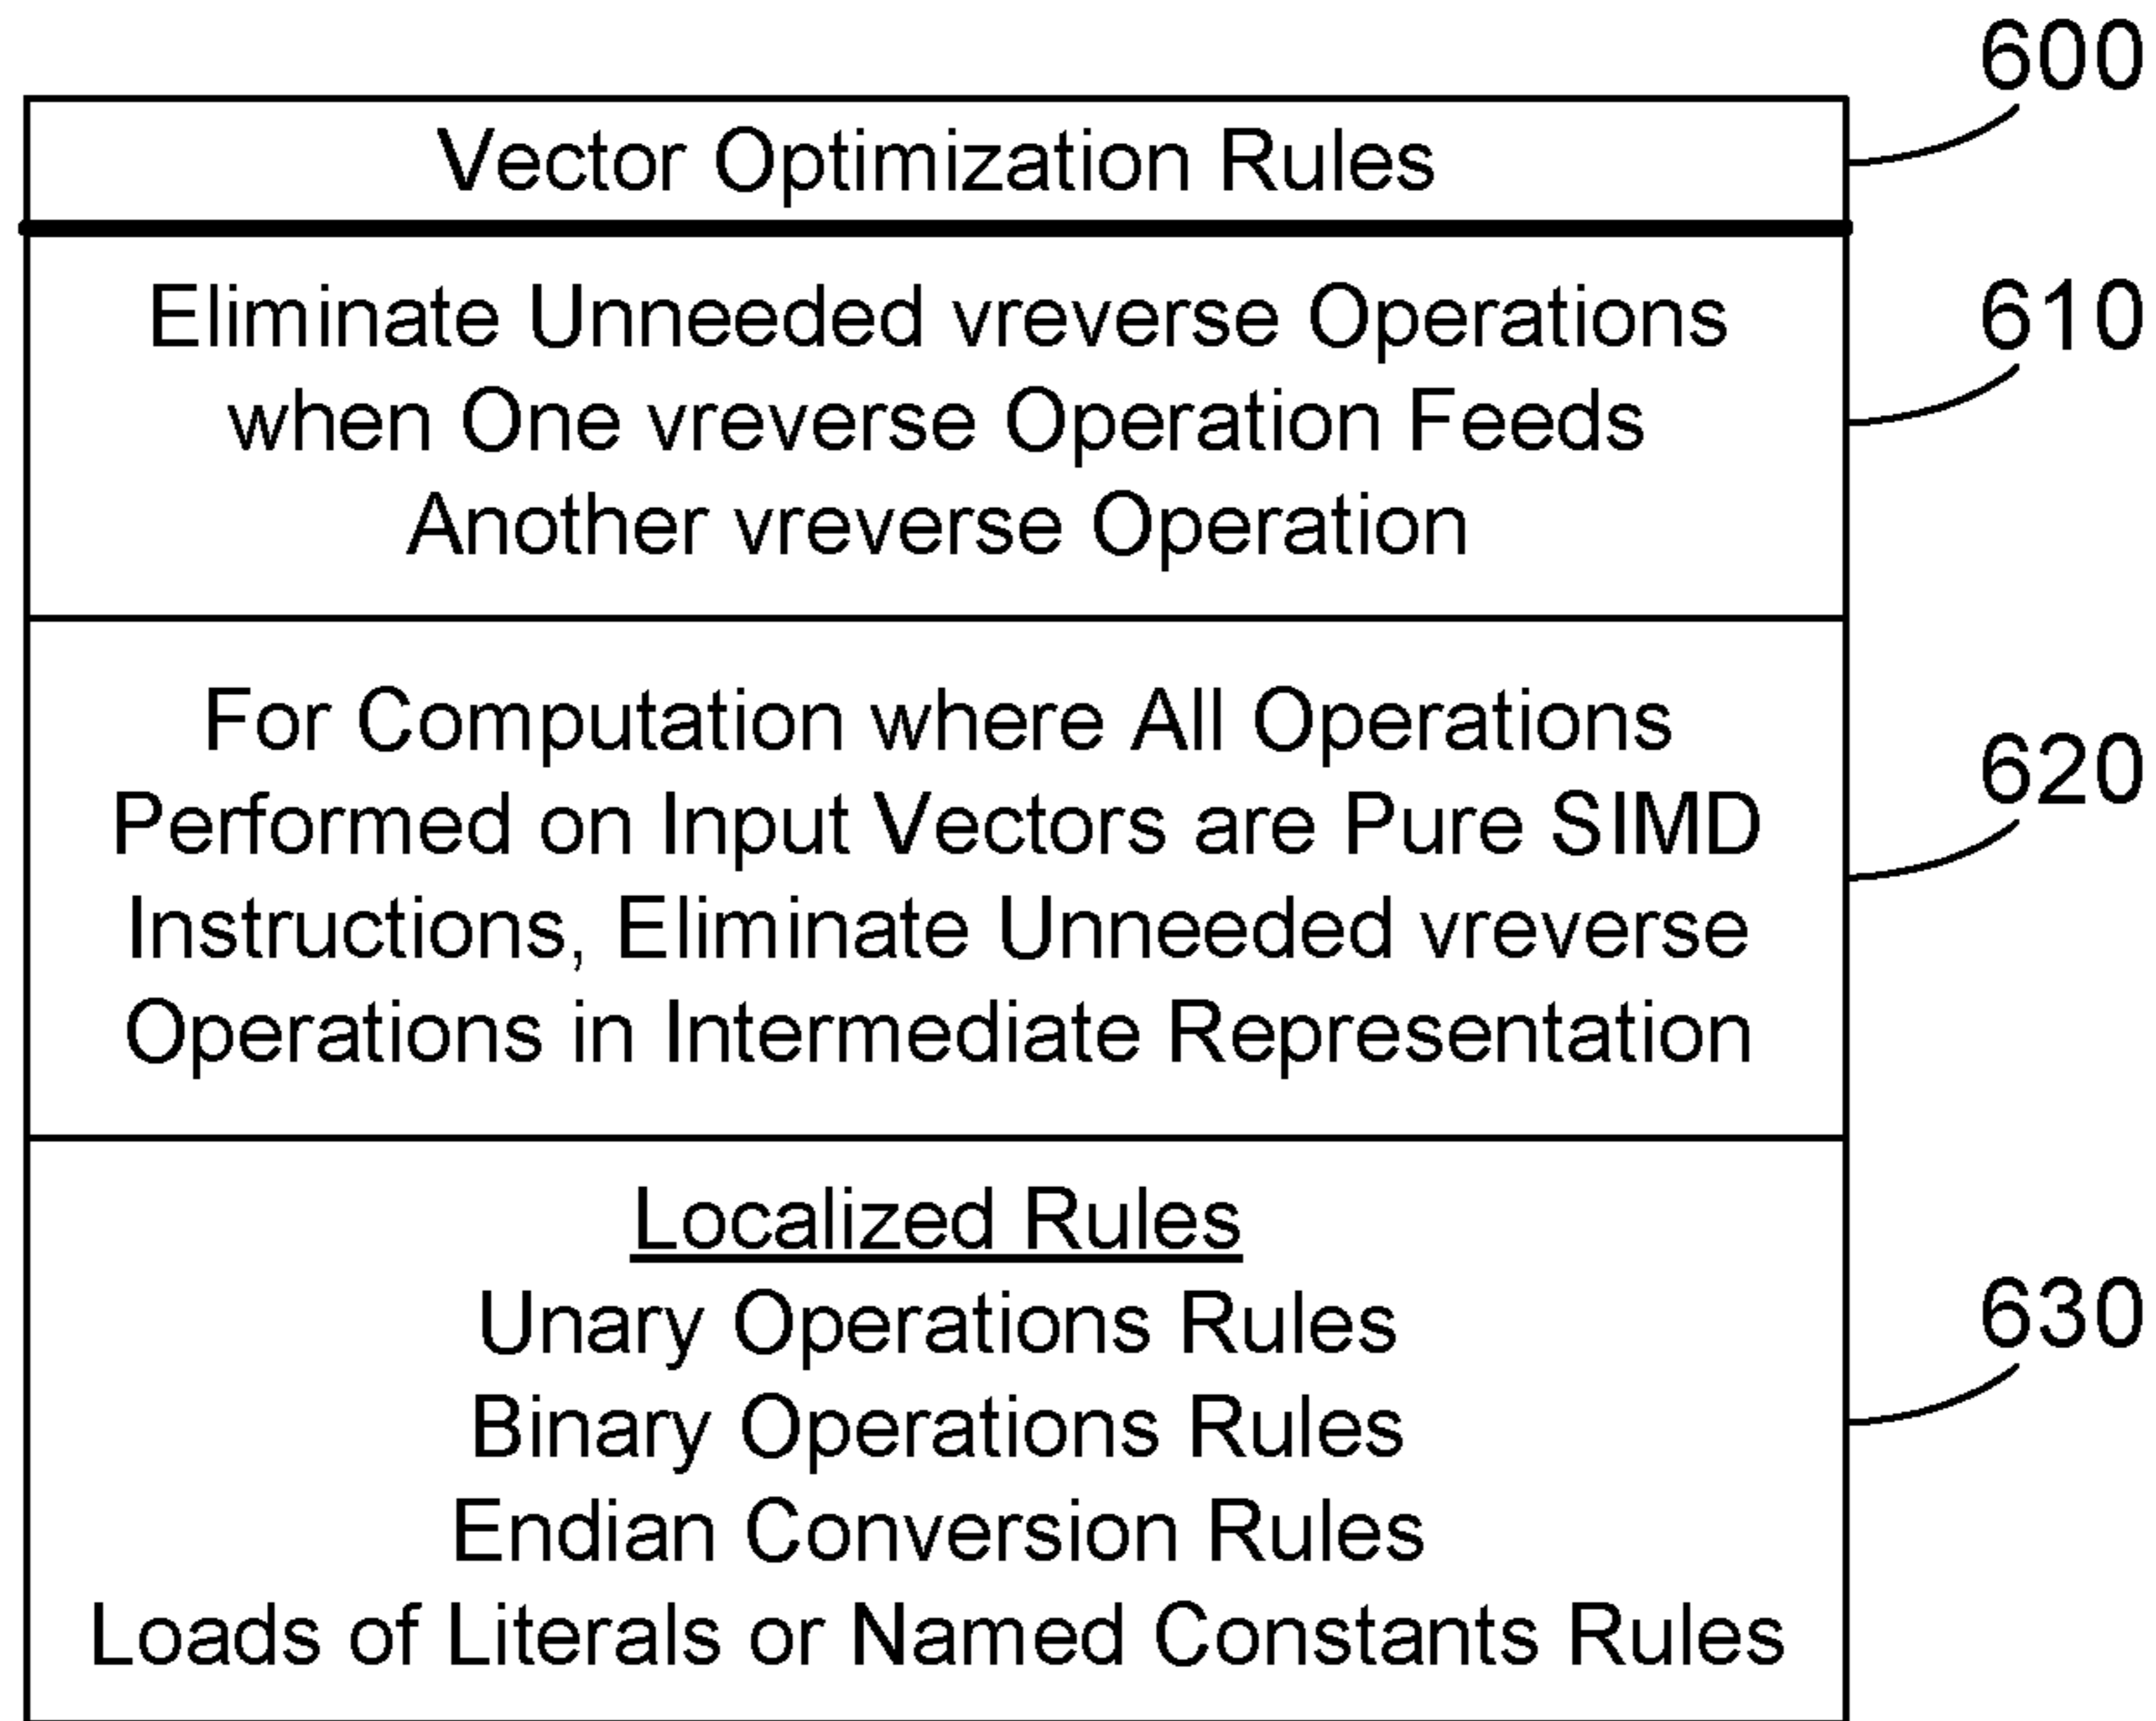 600
Vector Optimization Rules
610
Eliminate Unneeded vreverse Operations
when One vreverse Operation Feeds
Another vreverse Operation
620
For Computation where All Operations
Performed on Input Vectors are Pure SIMD
Instructions, Eliminate Unneeded vreverse
Operations in Intermediate Representation
630
Localized Rules
Unary Operations Rules
Binary Operations Rules
Endian Conversion Rules
Loads of Literals or Named Constants Rules